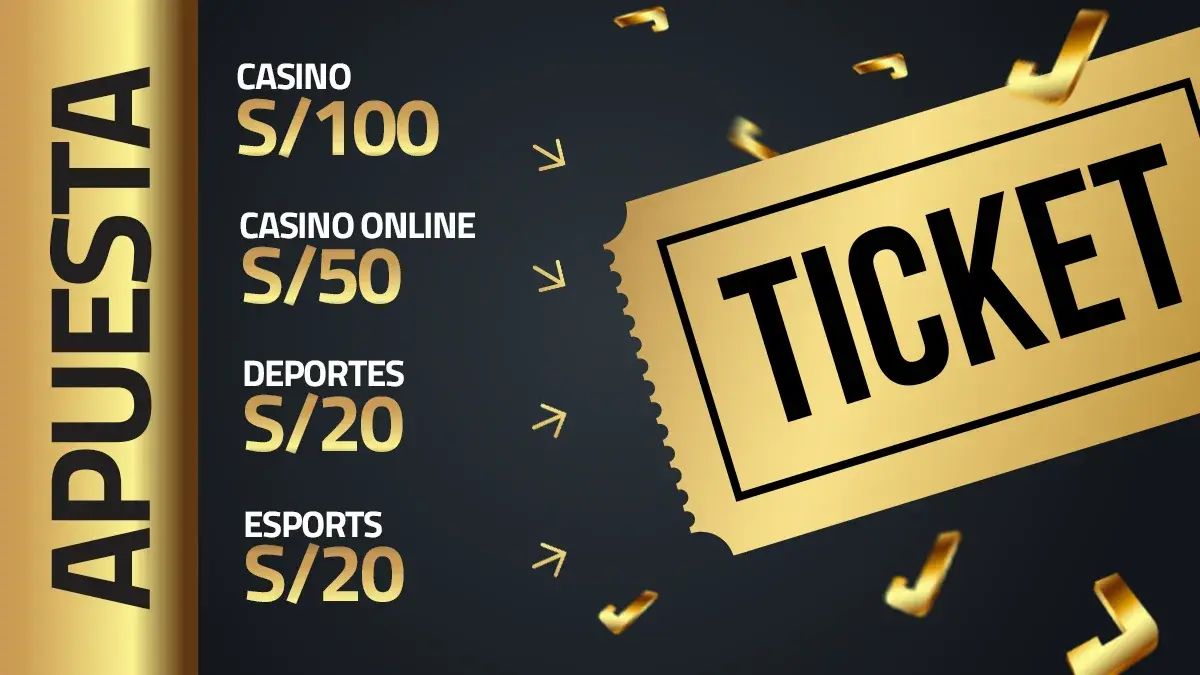 APUESTA
CASINO
S/100
CASINO ONLINE
S/50
DEPORTES
S/20
ESPORTS
S/20
TICKET